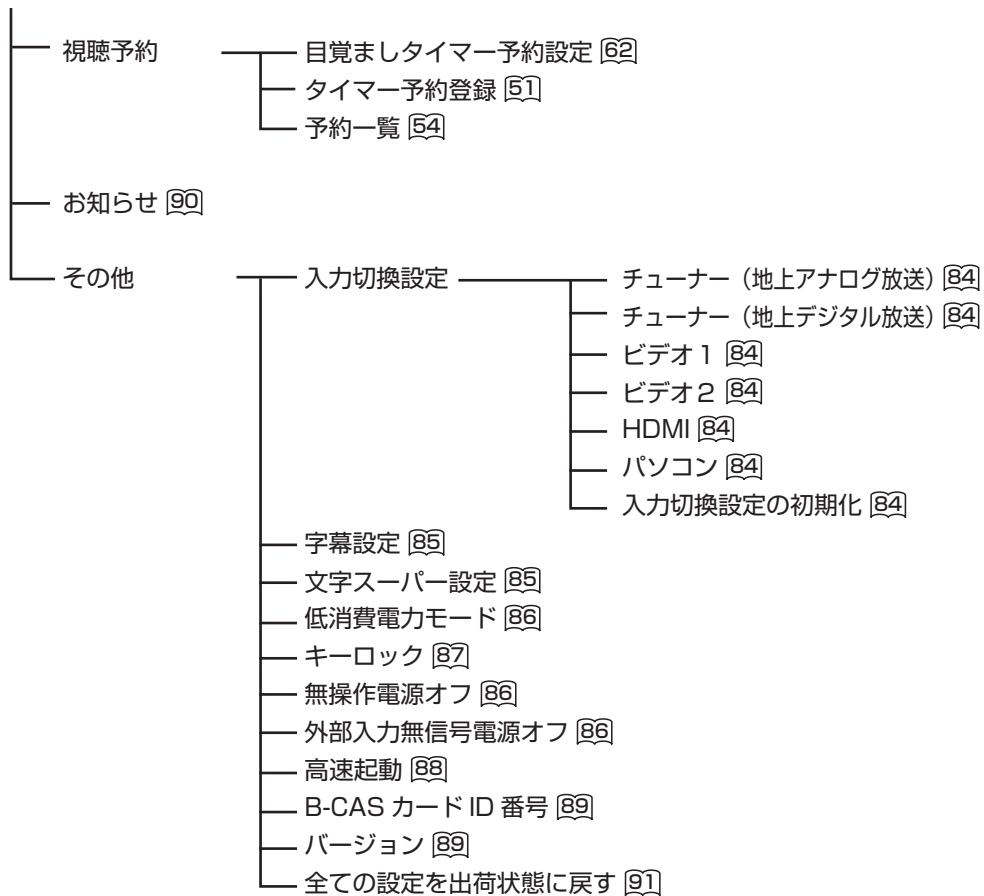 視聴予約 目覚ましタイマー予約設定 62
タイマー予約登録 51
予約一覧 54
お知らせ 90
その他 入力切換設定 チューナー（地上アナログ放送） 84
チューナー（地上デジタル放送） 84
ビデオ1 84
ビデオ2 84
HDMI 84
パソコン 84
入力切換設定の初期化 84
字幕設定 85
文字スーパー設定 85
低消費電力モード 86
キーロック 87
無操作電源オフ 86
外部入力無信号電源オフ 86
高速起動 88
B-CAS カード ID 番号 89
バージョン 89
全ての設定を出荷状態に戻す 91